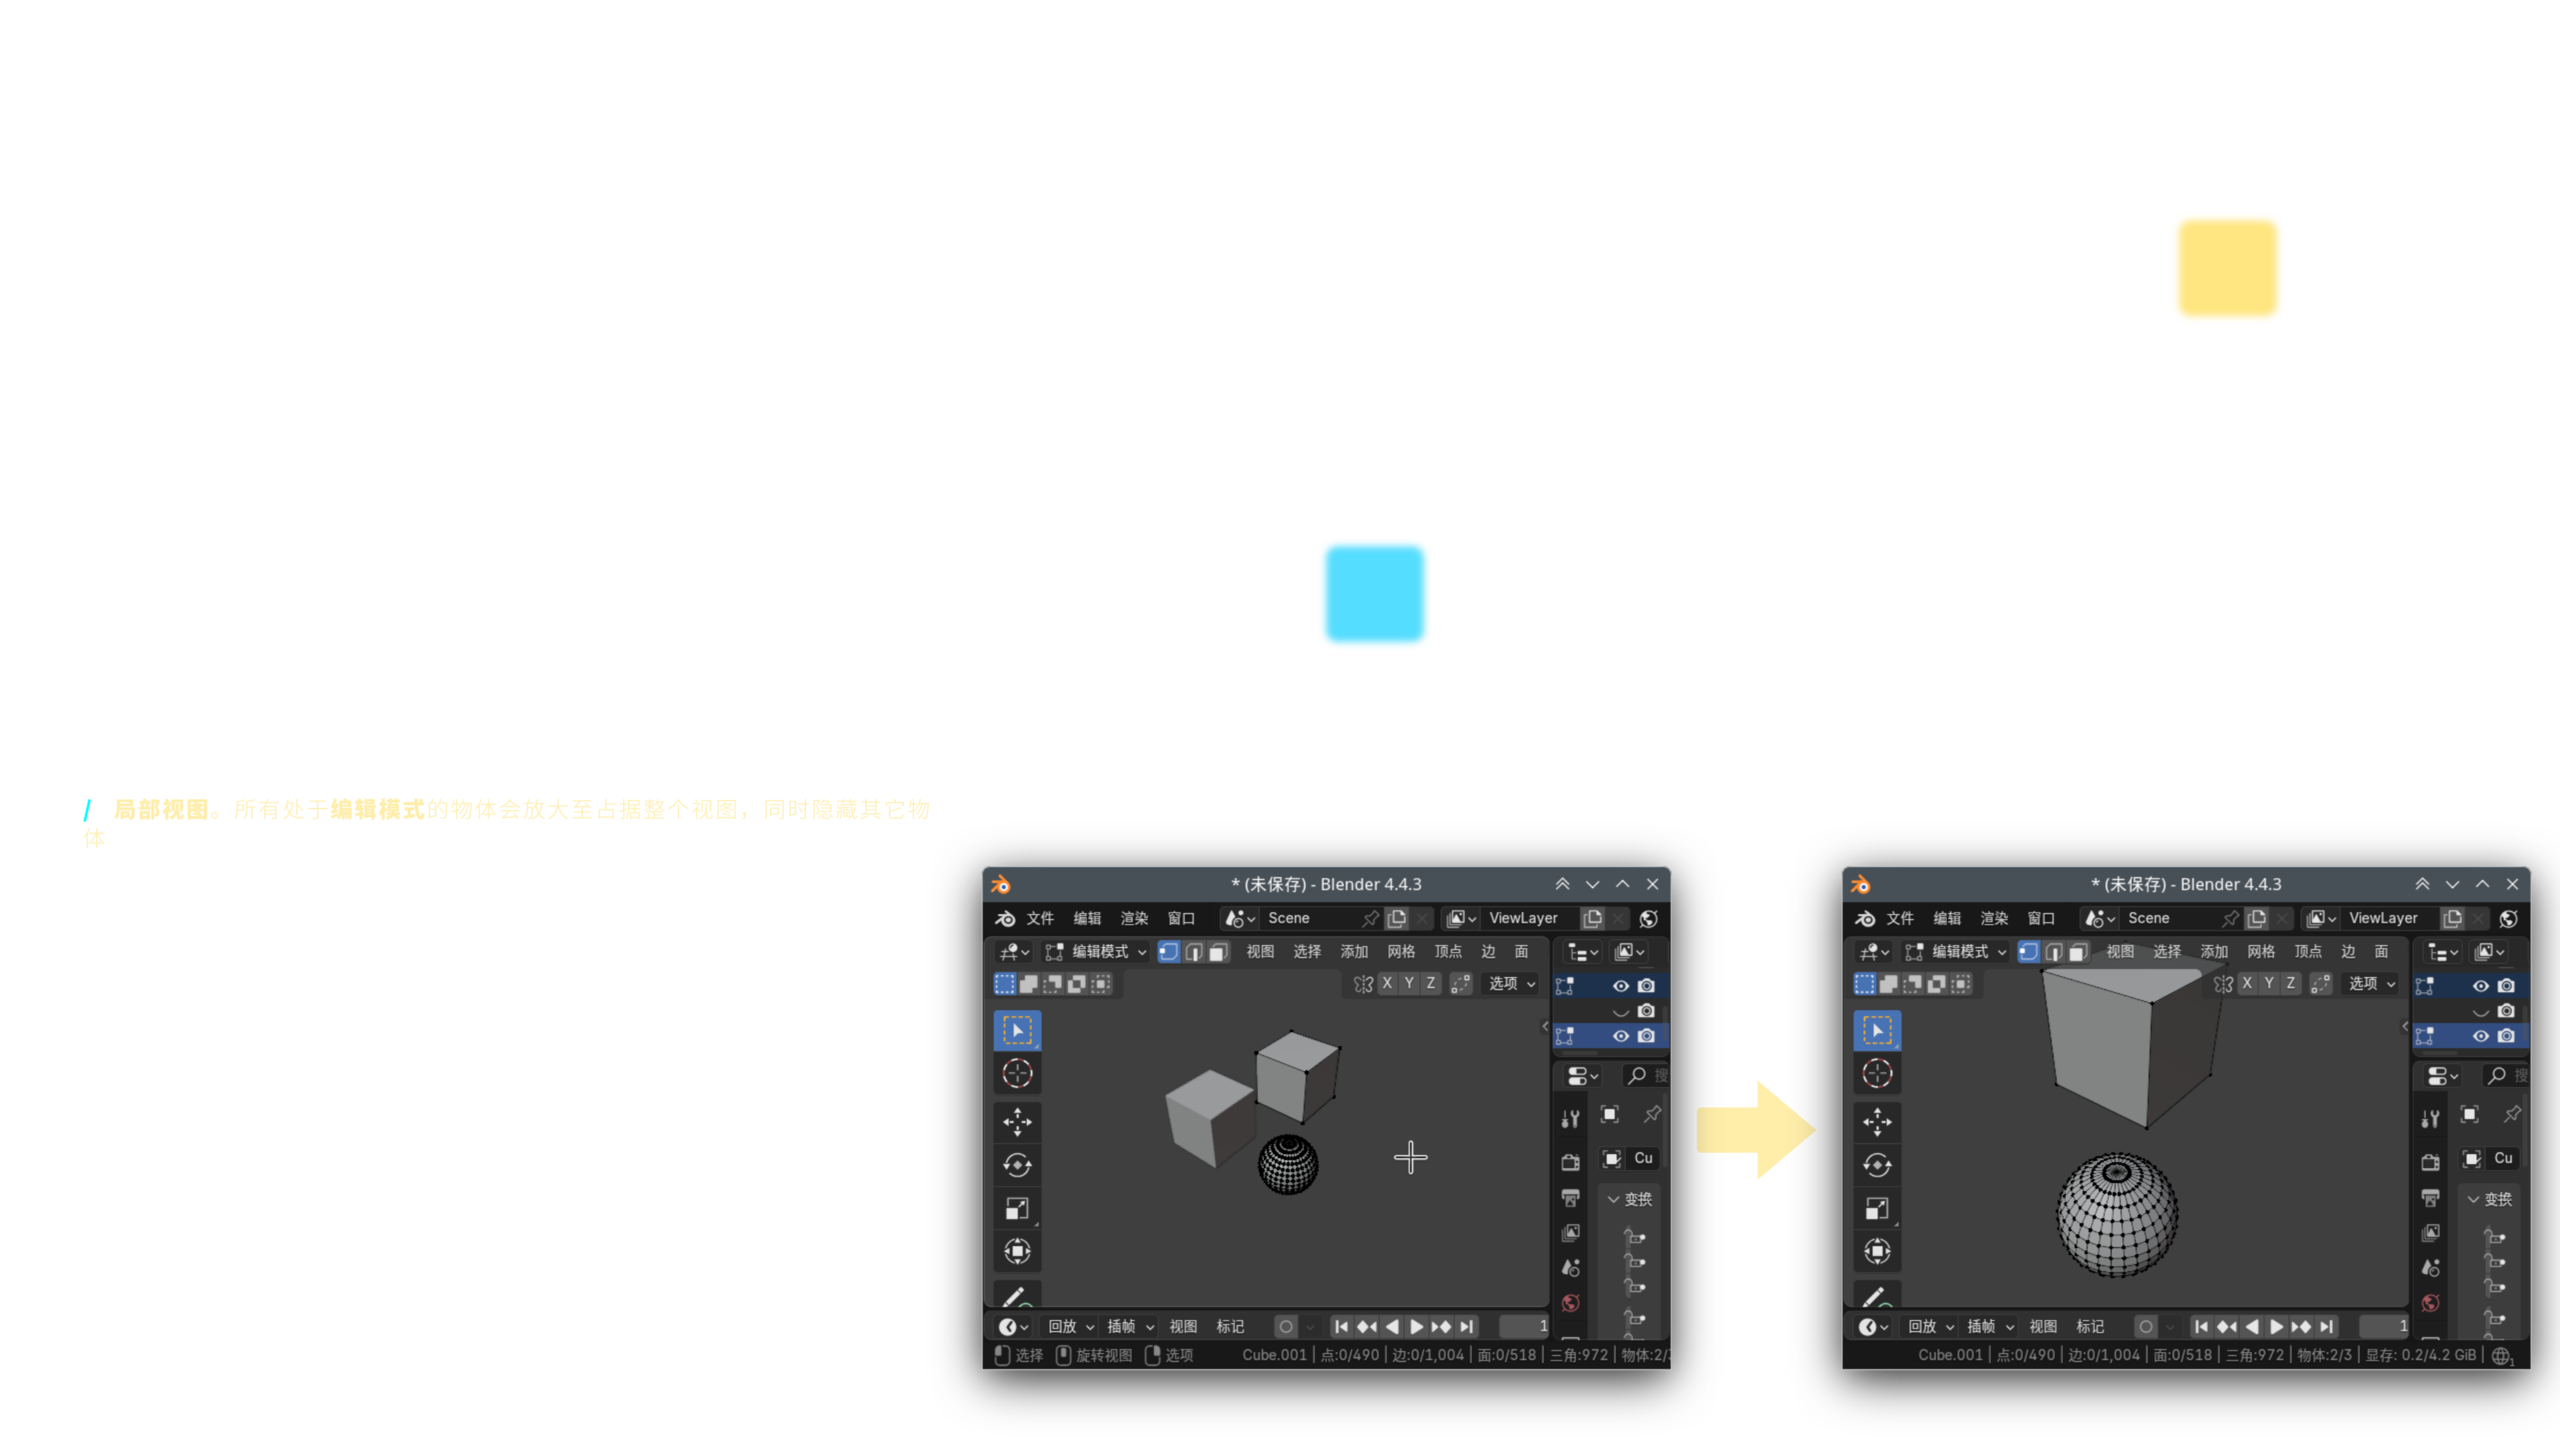 / 局部视图。所有处于编辑模式的物体会放大至占据整个视图，同时隐藏其它物
体
* (未保存) - Blender 4.4.3
文件 编辑 渲染 窗口 Scene ViewLayer
编辑模式 视图 选择 添加 网格 顶点 边 面
X Y Z 选项
搜
Cu
变换
回放 插帧 视图 标记 1
选择 旋转视图 选项 Cube.001 | 点:0/490 | 边:0/1,004 | 面:0/518 | 三角:972 | 物体:2/
* (未保存) - Blender 4.4.3
文件 编辑 渲染 窗口 Scene ViewLayer
编辑模式 视图 选择 添加 网格 顶点 边 面
X Y Z 选项
搜
Cu
变换
回放 插帧 视图 标记 1
Cube.001 | 点:0/490 | 边:0/1,004 | 面:0/518 | 三角:972 | 物体:2/3 | 显存: 0.2/4.2 GiB | 1